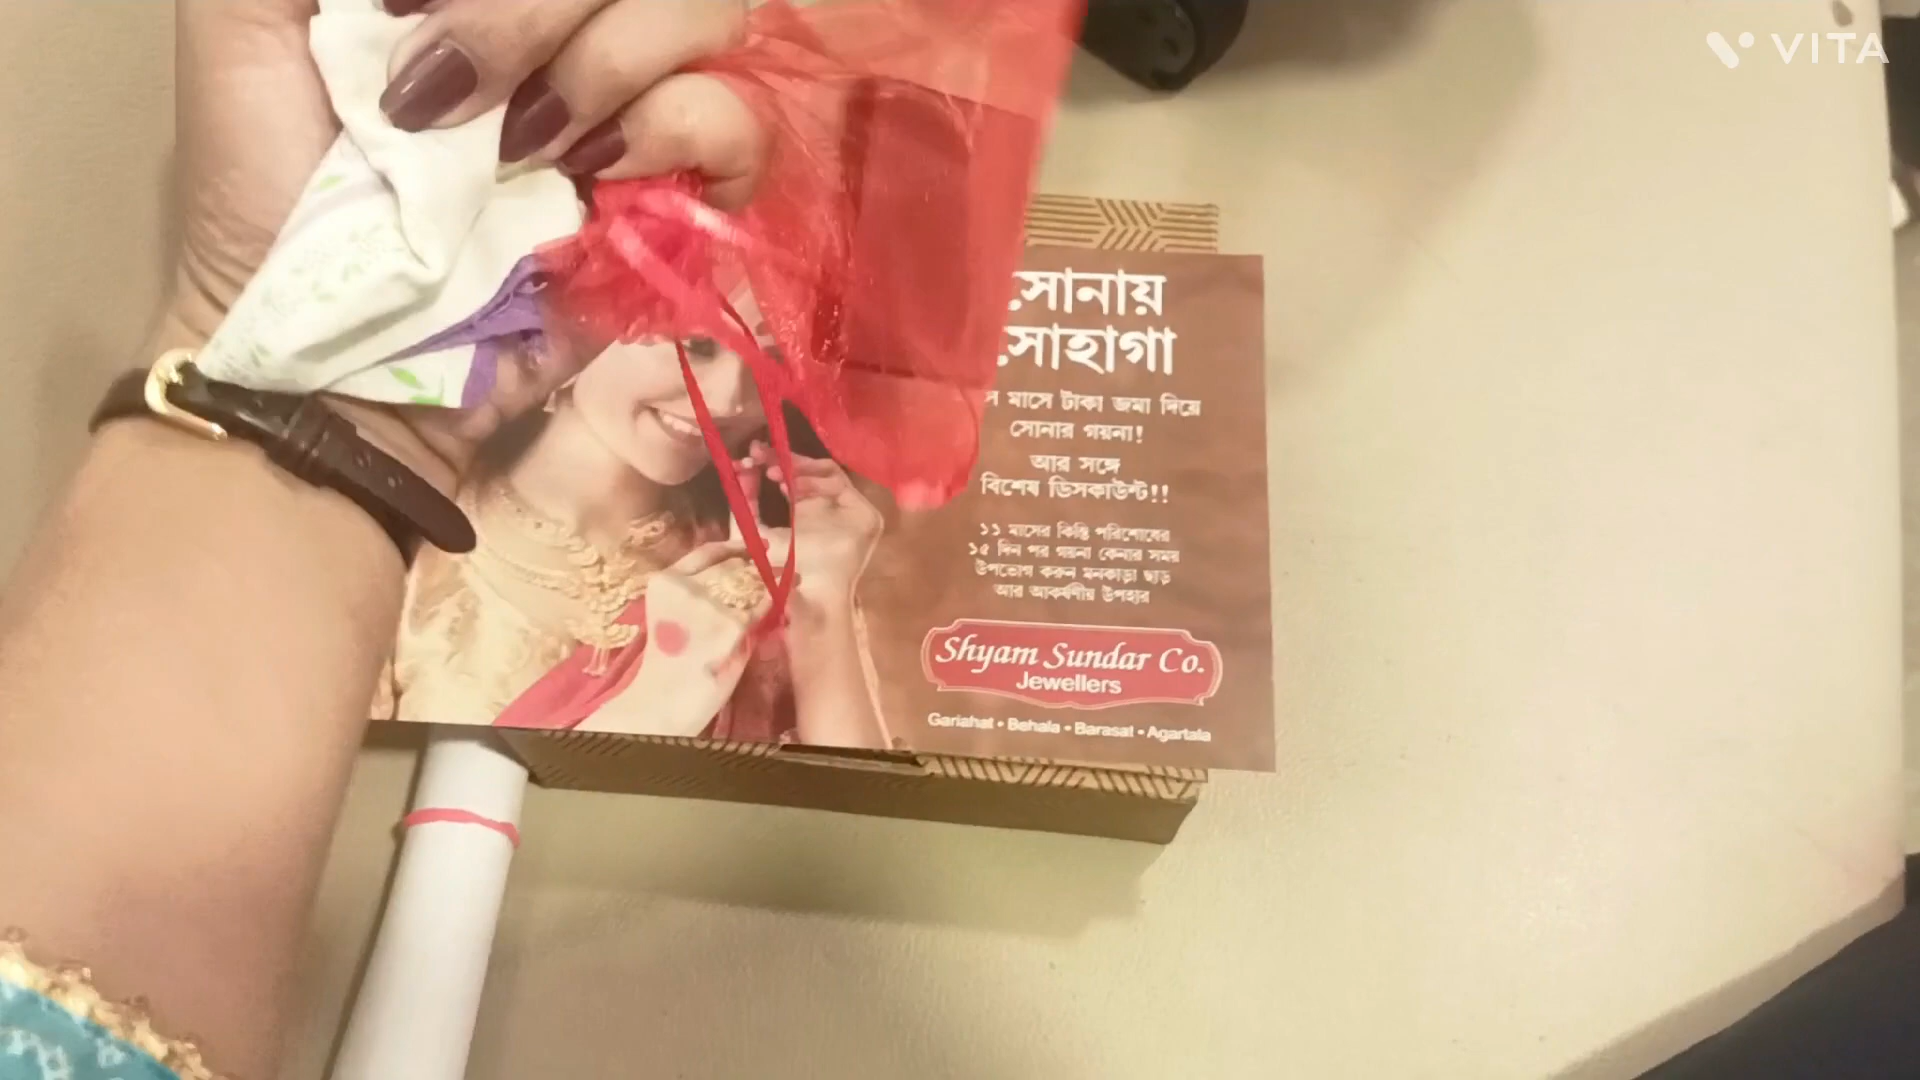 VITA
সোনায়
সোহাগা
মাসে টাকা জমা দিয়ে
সোনার গয়না!
আর সঙ্গে
বিশেষ ডিসকাউন্ট!!
১১ মাসের কিস্তি পরিশোধের
১৫ দিন পর গয়না কেনার সময়
উপভোগ করুন মনকাড়া ছাড়
আর আকর্ষণীয় উপহার
Shyam Sundar Co.
Jewellers
Gariahat • Behala • Barasat • Agartala